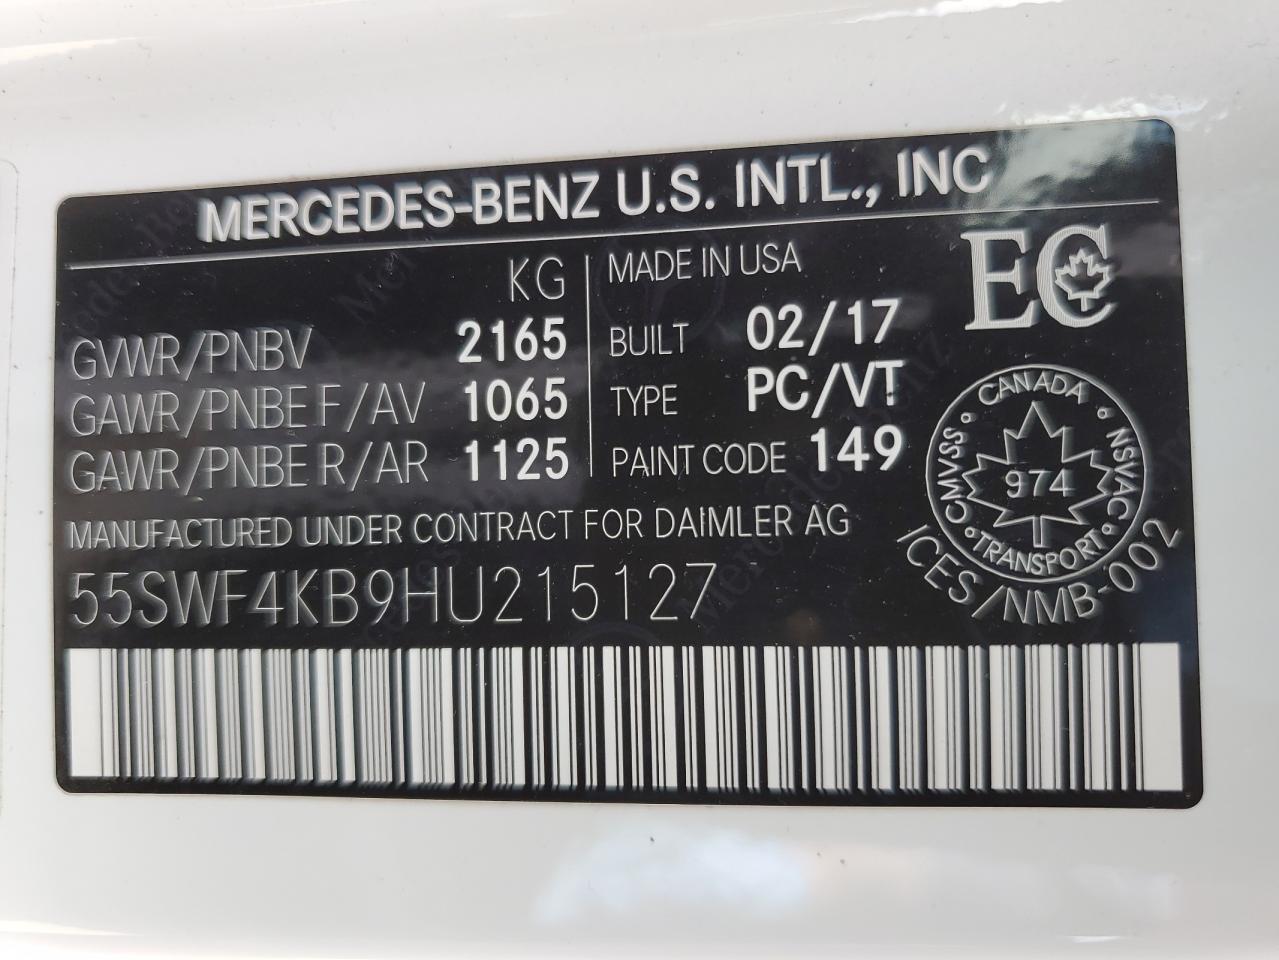 MERCEDES-BENZ U.S. INTL., INC
KG
GVWR/PNBV 2165
GAWR/PNBE F/AV 1065
GAWR/PNBE R/AR 1125
MADE IN USA
BUILT 02/17
TYPE PC/VT
PAINT CODE 149
EC
CANADA
CMVSS
974
NSVAC
TRANSPORT
ICES/NMB-002
MANUFACTURED UNDER CONTRACT FOR DAIMLER AG
55SWF4KB9HU215127